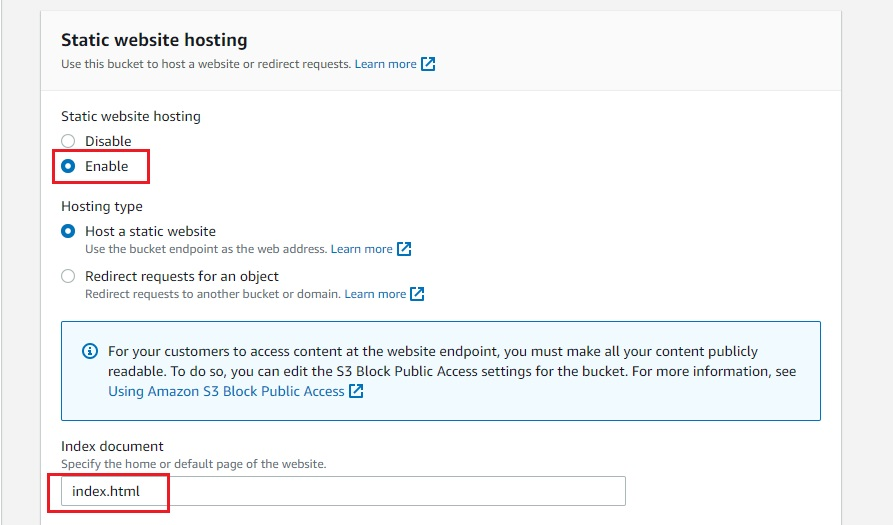 Static website hosting
Use this bucket to host a website or redirect requests. Learn more
Static website hosting
Disable
Enable
Hosting type
Host a static website
Use the bucket endpoint as the web address. Learn more
Redirect requests for an object
Redirect requests to another bucket or domain. Learn more
For your customers to access content at the website endpoint, you must make all your content publicly
readable. To do so, you can edit the S3 Block Public Access settings for the bucket. For more information, see
Using Amazon S3 Block Public Access
Index document
Specify the home or default page of the website.
index.html